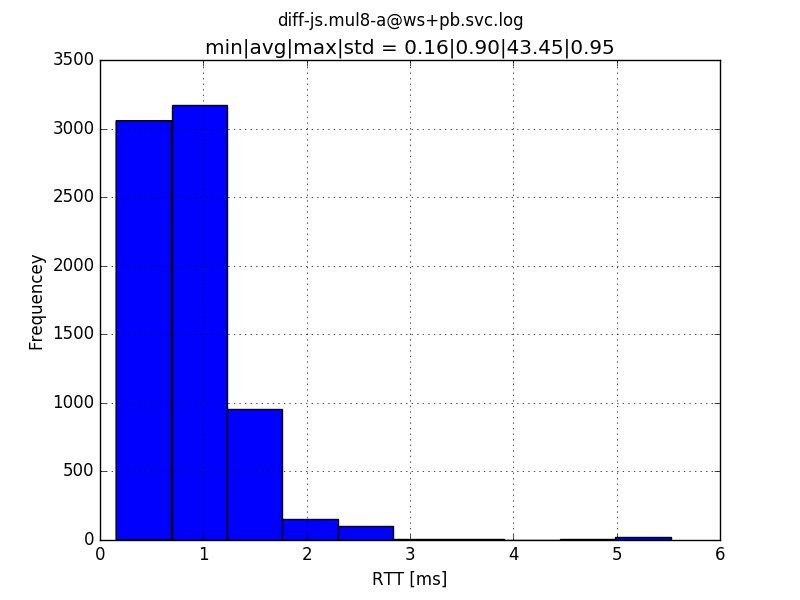 diff-js.mul8-a@ws+pb.svc.log
min|avg|max|std = 0.16|0.90|43.45|0.95
3500
3000
2500
2000
1500
1000
500
0
Frequencey
0 1 2 3 4 5 6
RTT [ms]